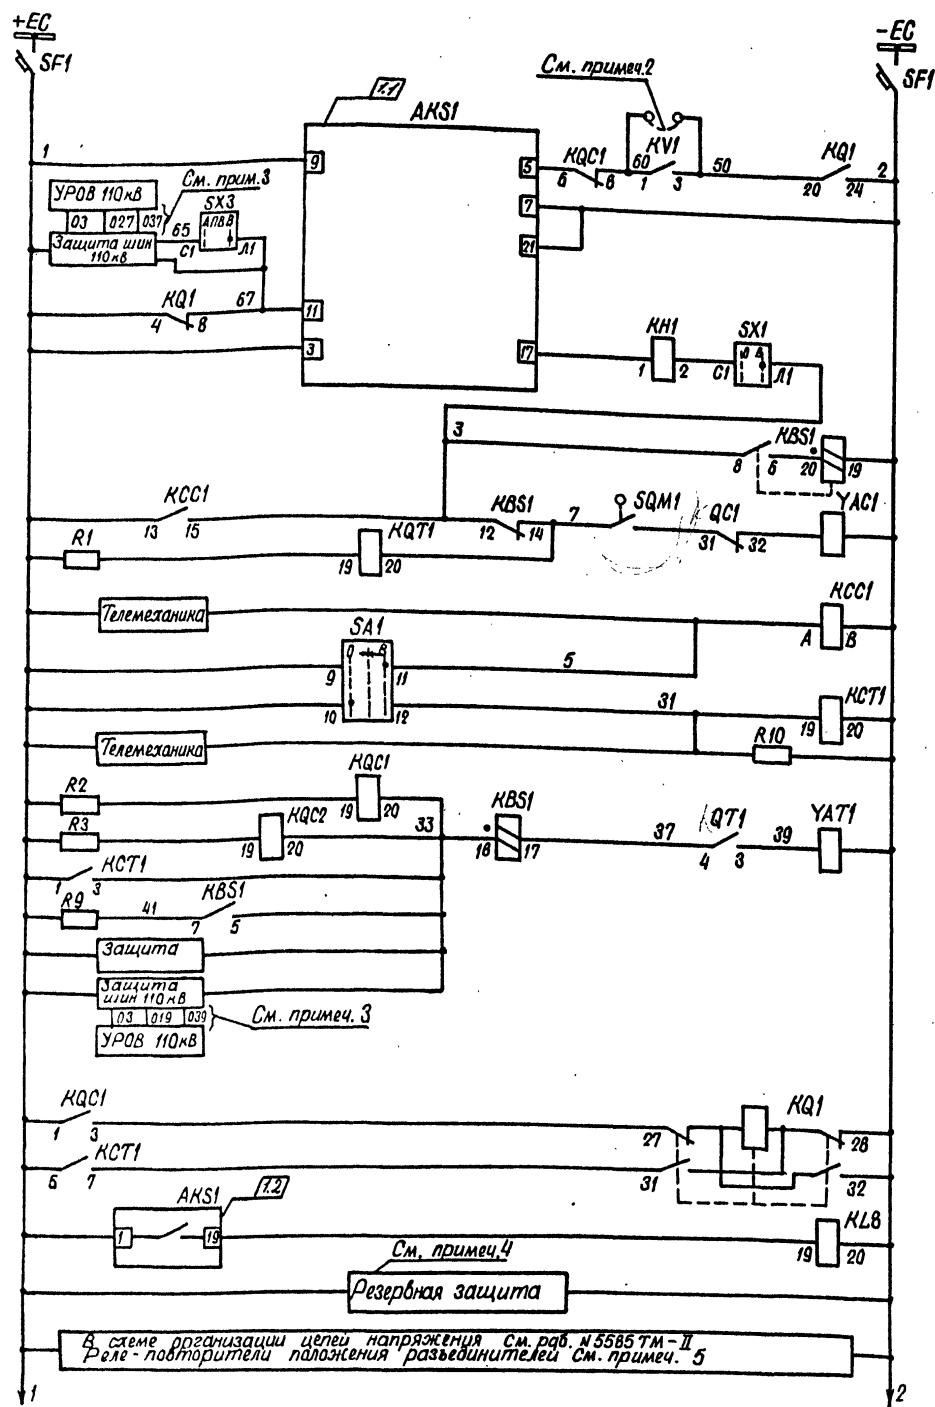 +ЕС
-ЕС
SF1
SF1
См. примеч.2
1.1
AKS1
1
9
5
KQC1
6
8
60
KV1
1
3
50
KQ1
20
24
2
УРОВ 110кВ
См. прим.3
03
027
037
SX3
7
65
АПВ В
Защита шин
110кВ
С1
Л1
21
KQ1
67
11
4
8
3
17
KH1
1
2
SX1
О В
С1
Л1
3
KBS1
8
6
20
19
KCC1
13
15
KBS1
12
14
7
SQM1
QC1
31
32
YAC1
R1
KQT1
19
20
Телемеханика
KCC1
А
В
SA1
О В
9
11
5
10
12
31
KCT1
19
20
Телемеханика
R10
R2
KQC1
19
20
R3
KQC2
19
20
33
KBS1
18
17
37
QT1
4
3
39
YAT1
KCT1
1
3
R9
41
KBS1
7
5
Защита
Защита
шин 110кВ
03
019
039
См. примеч. 3
УРОВ 110кВ
KQC1
1
3
27
KQ1
28
KCT1
6
7
31
32
AKS1
1.2
1
19
KL8
19
20
См. примеч.4
Резервная защита
В схеме организации цепей напряжения см. раб. N5585тм-II
Реле-повторители положения разъединителей см. примеч. 5
1
2